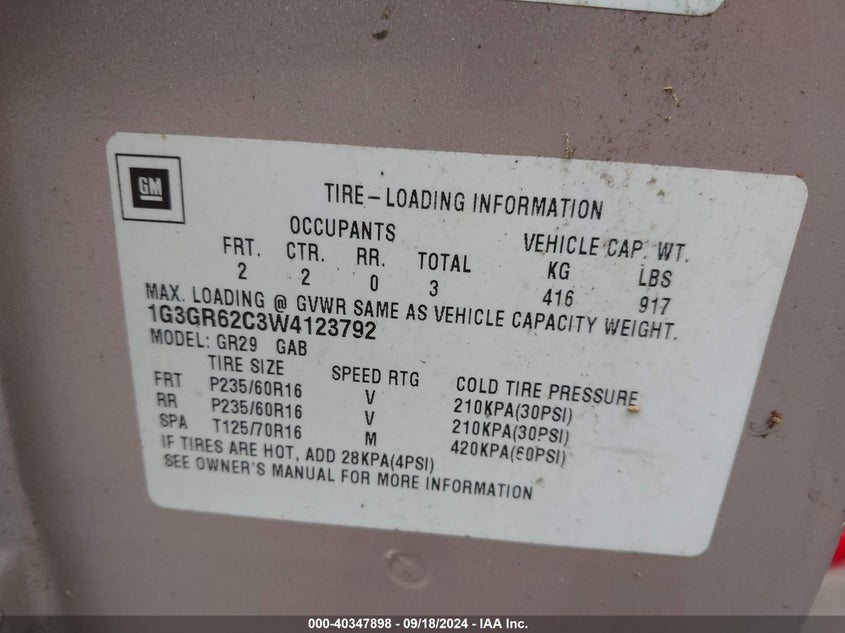 GM
TIRE-LOADING INFORMATION
OCCUPANTS VEHICLE CAP. WT.
FRT. CTR. RR. TOTAL KG LBS
2 2 0 3 416 917
MAX. LOADING @ GVWR SAME AS VEHICLE CAPACITY WEIGHT.
1G3GR62C3W4123792
MODEL: GR29 GAB
TIRE SIZE SPEED RTG COLD TIRE PRESSURE
FRT P235/60R16 V 210KPA(30PSI)
RR P235/60R16 V 210KPA(30PSI)
SPA T125/70R16 M 420KPA(60PSI)
IF TIRES ARE HOT, ADD 28KPA(4PSI)
SEE OWNER'S MANUAL FOR MORE INFORMATION
000-40347898 - 09/18/2024 - IAA Inc.